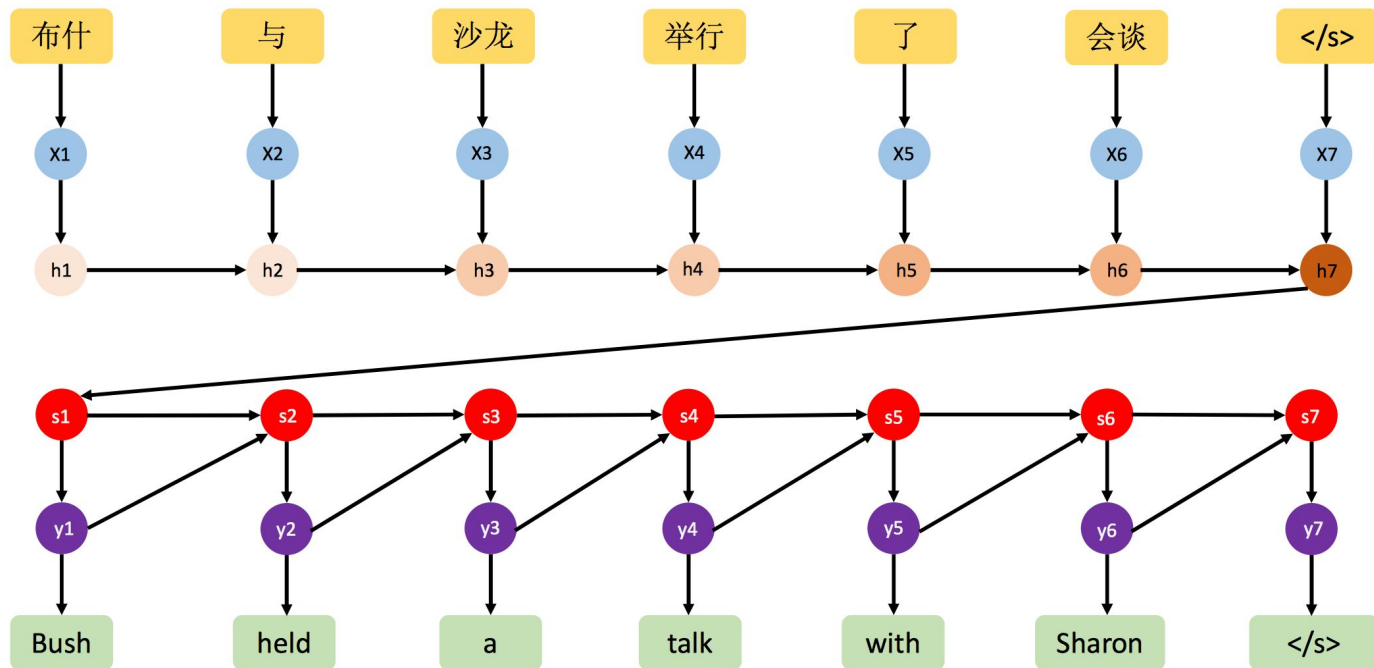 布什 与 沙龙 举行 了 会谈 </s>
X1 X2 X3 X4 X5 X6 X7
h1 h2 h3 h4 h5 h6 h7
s1 s2 s3 s4 s5 s6 s7
y1 y2 y3 y4 y5 y6 y7
Bush held a talk with Sharon </s>